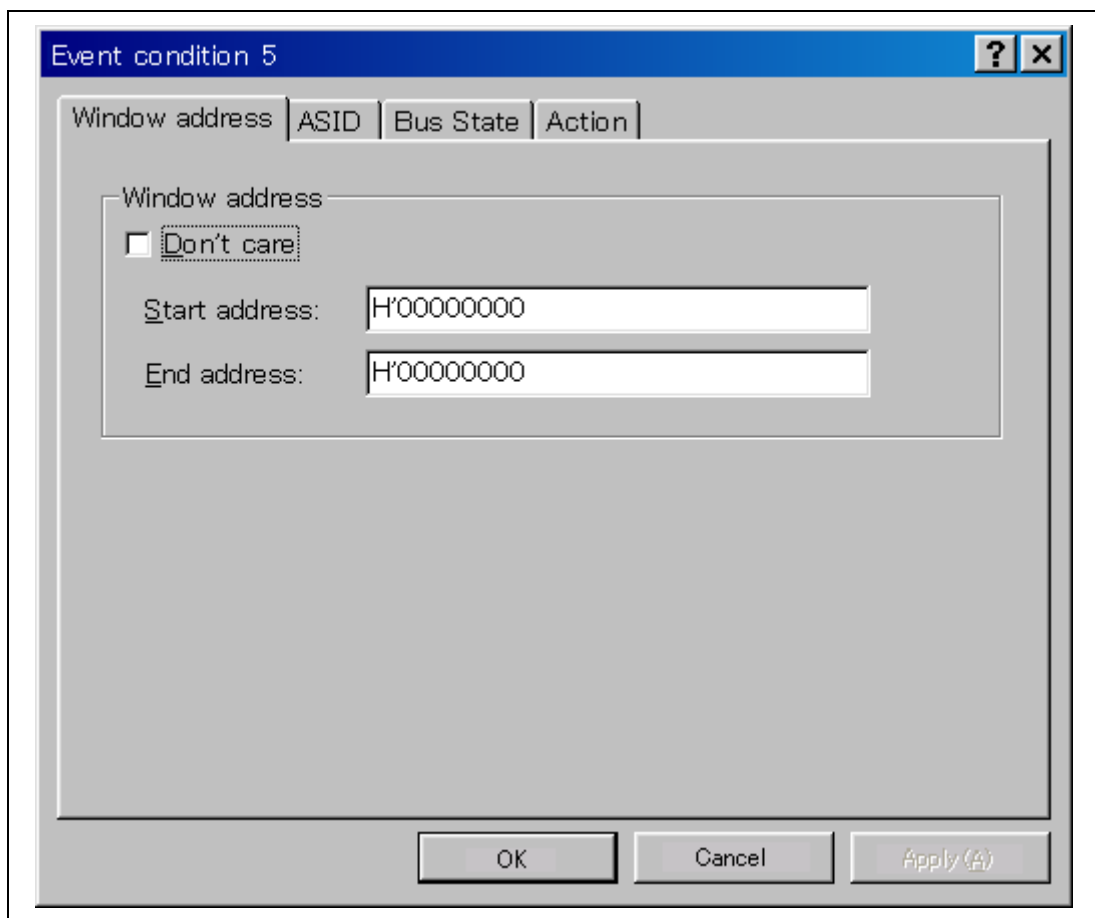 Event condition 5
Window address ASID Bus State Action
Window address
Don't care
Start address: H'00000000
End address: H'00000000
OK Cancel Apply(A)